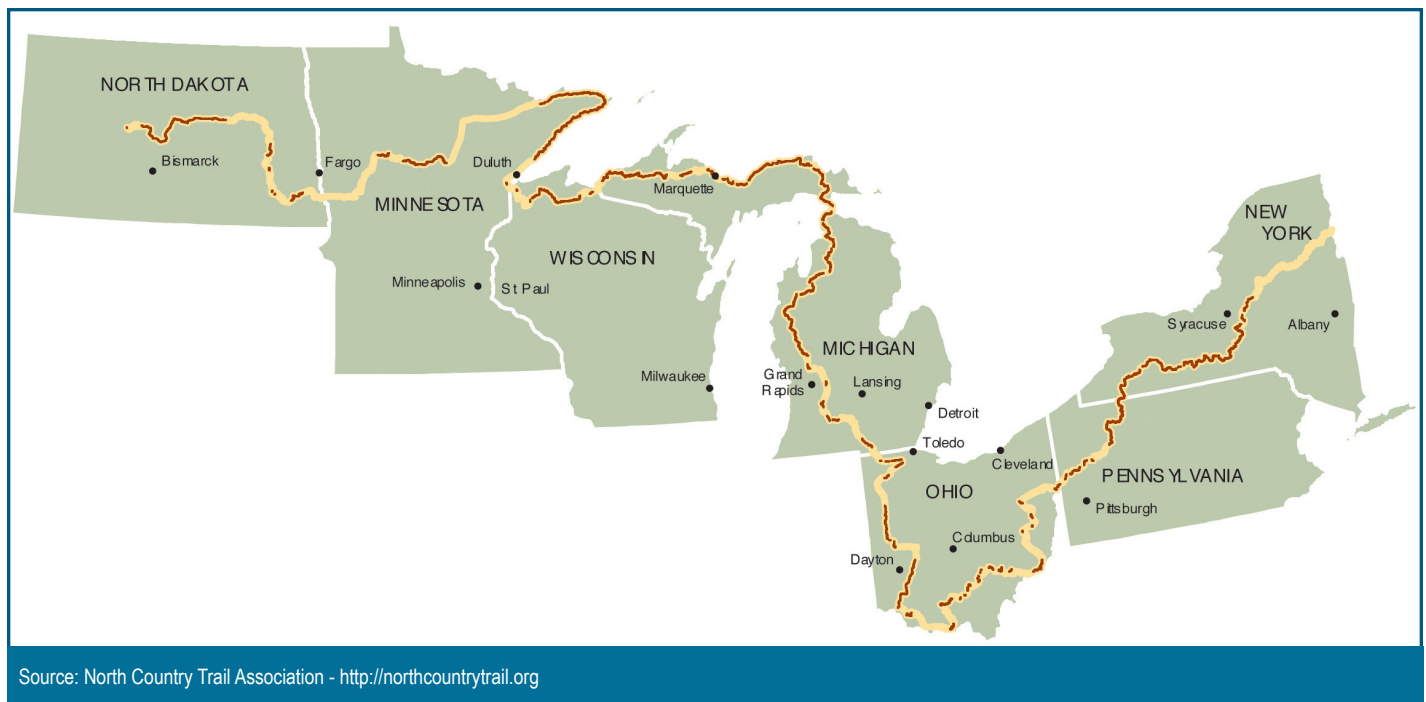 NORTH DAKOTA
Bismarck
Fargo
MINNESOTA
Duluth
Minneapolis
St Paul
WISCONSIN
Milwaukee
Marquette
MICHIGAN
Grand
Rapids
Lansing
Detroit
Toledo
Cleveland
OHIO
Columbus
Dayton
PENNSYLVANIA
Pittsburgh
NEW
YORK
Syracuse
Albany
Source: North Country Trail Association - http://northcountrytrail.org